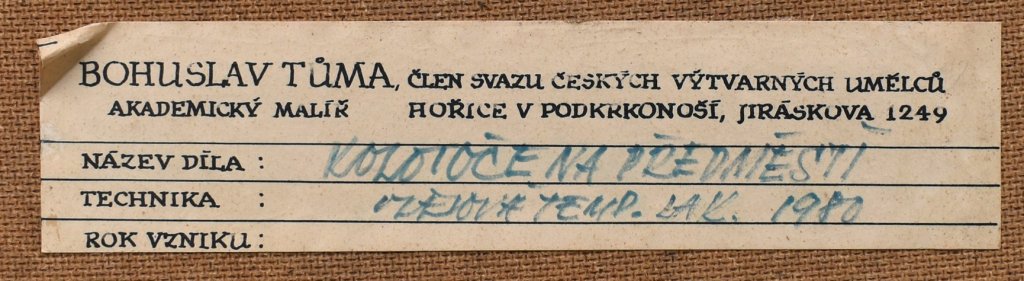 BOHUSLAV TŮMA, ČLEN SVAZU ČESKÝCH VÝTVARNÝCH UMĚLCŮ
AKADEMICKÝ MALÍŘ HOŘICE V PODKRKONOŠÍ, JIRÁSKOVA 1249
NÁZEV DÍLA: KOLOTOČE NA PŘEDMĚSTÍ
TECHNIKA: TEMP. LAK. 1980
ROK VZNIKU: